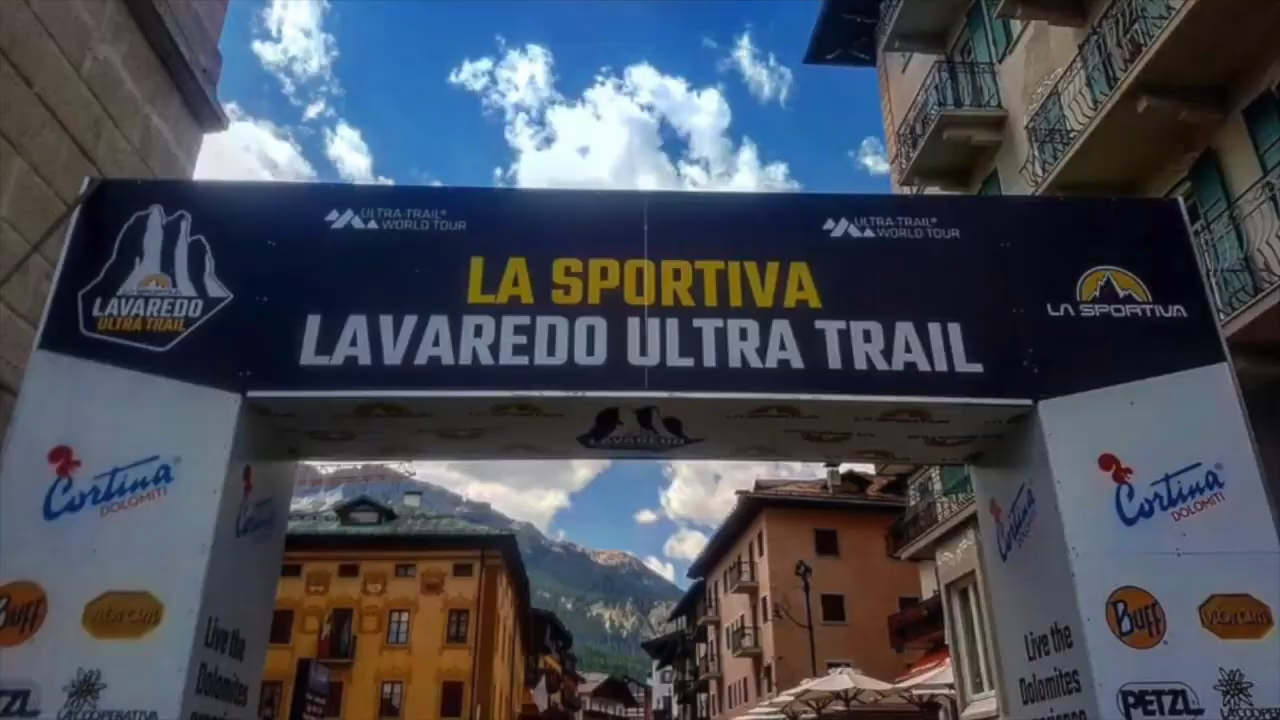 ULTRA-TRAIL®
WORLD TOUR
ULTRA-TRAIL®
WORLD TOUR
LA SPORTIVA
LAVAREDO ULTRA TRAIL
LAVAREDO
ULTRA TRAIL
LA SPORTIVA
LAVAREDO
Cortina
DOLOMITI
Cortina
Cortina
Cortina
DOLOMITI
BUFF
Live the
Dolomites
LACOOPERATIVA
Live the
Dolomites
BUFF
PETZL